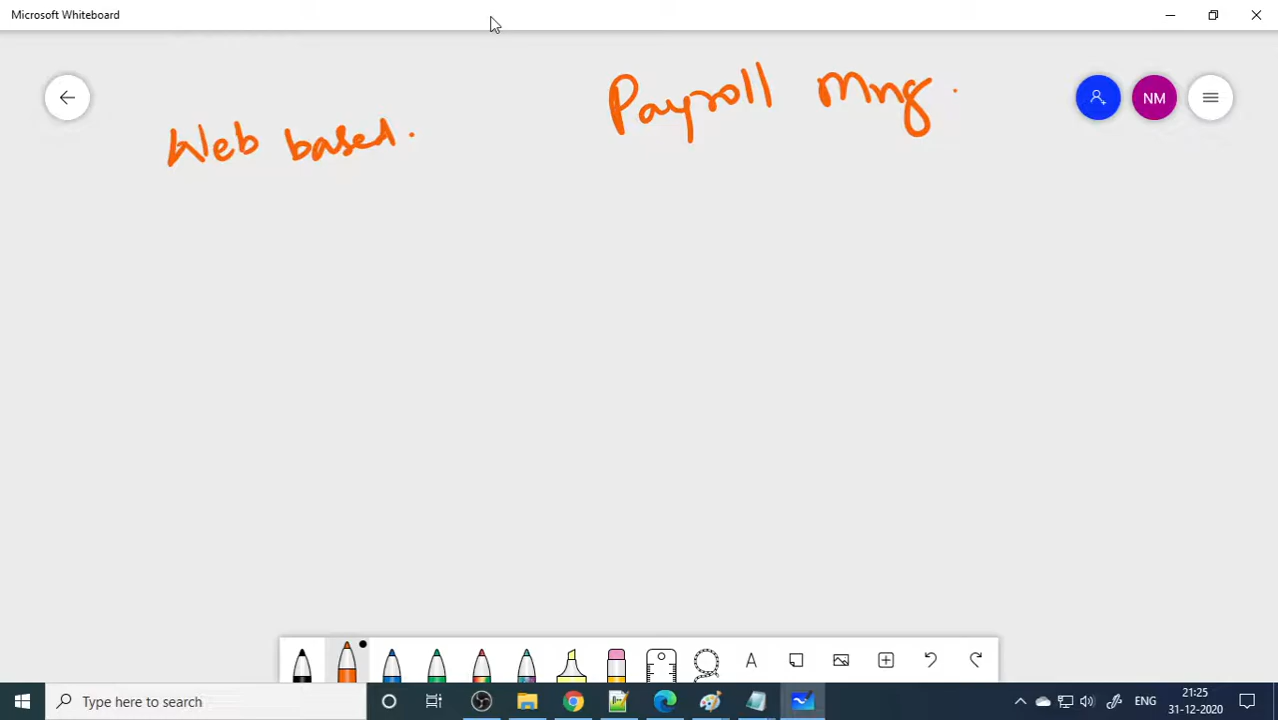 Microsoft Whiteboard
Payroll Mng.
NM
Web based.
A
Type here to search
ENG
21:25
31-12-2020